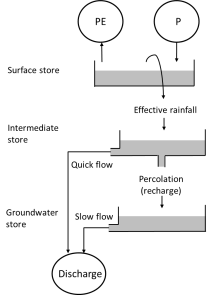 PE
P
Surface store
Effective rainfall
Intermediate
store
Quick flow
Percolation
(recharge)
Groundwater
store
Slow flow
Discharge